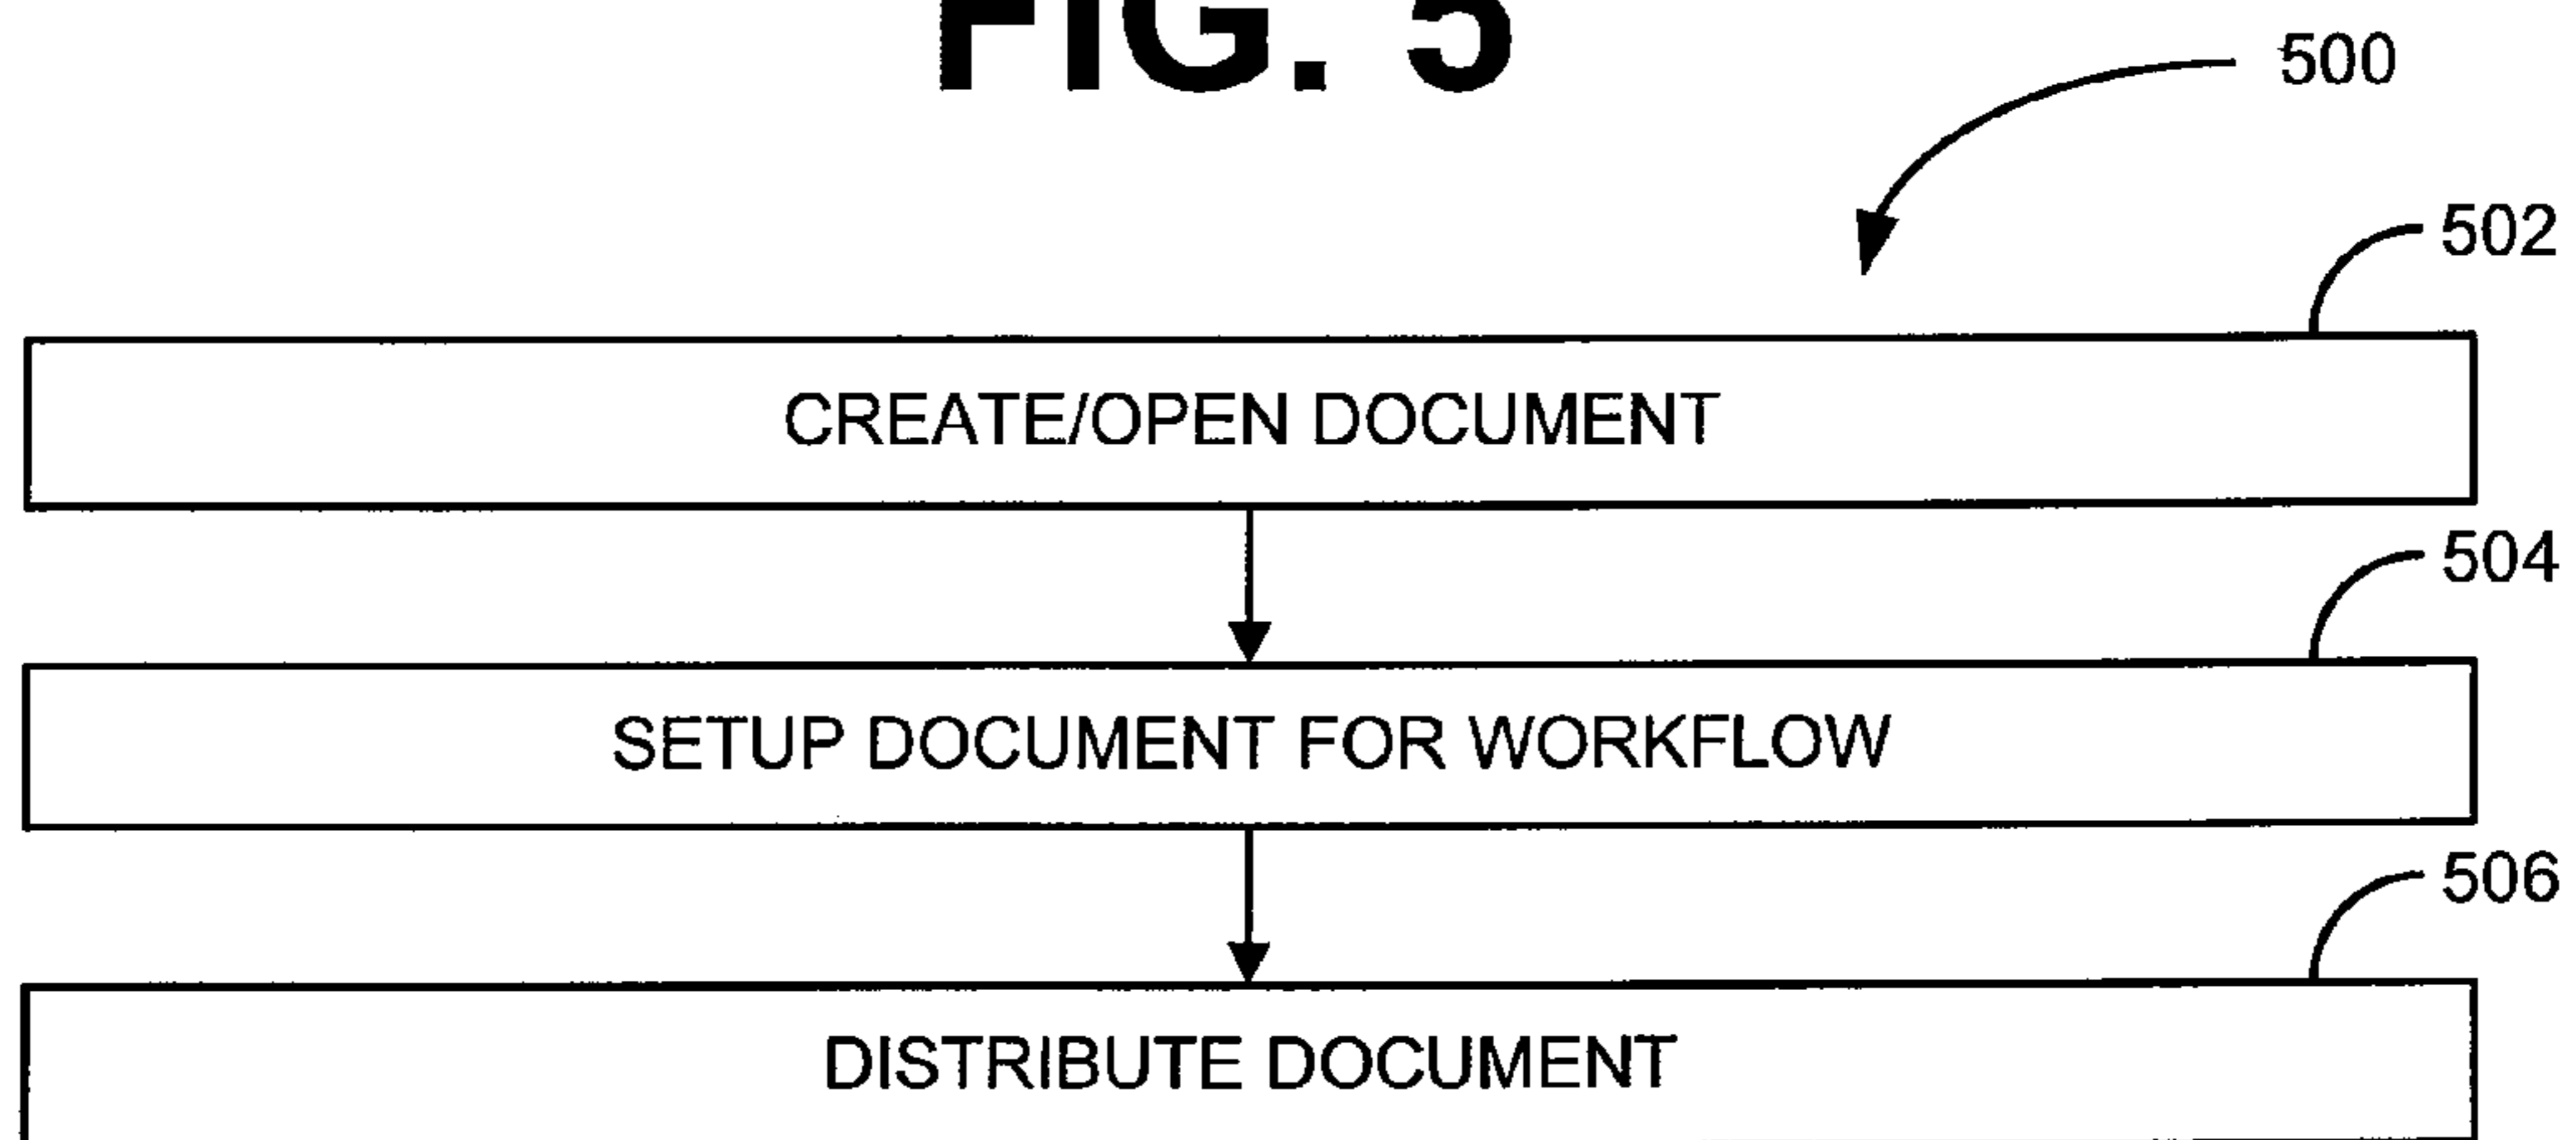 FIG. 5
500
502
CREATE/OPEN DOCUMENT
504
SETUP DOCUMENT FOR WORKFLOW
506
DISTRIBUTE DOCUMENT